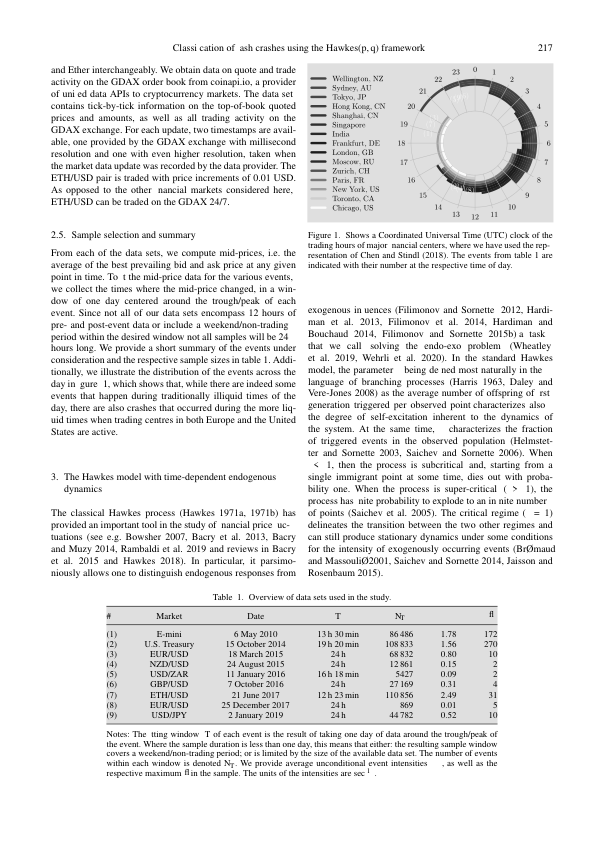 Classi cation of ash crashes using the Hawkes(p, q) framework 217
and Ether interchangeably. We obtain data on quote and trade
activity on the GDAX order book from coinapi.io, a provider
of uni ed data APIs to cryptocurrency markets. The data set
contains tick-by-tick information on the top-of-book quoted
prices and amounts, as well as all trading activity on the
GDAX exchange. For each update, two timestamps are avail-
able, one provided by the GDAX exchange with millisecond
resolution and one with even higher resolution, taken when
the market data update was recorded by the data provider. The
ETH/USD pair is traded with price increments of 0.01 USD.
As opposed to the other nancial markets considered here,
ETH/USD can be traded on the GDAX 24/7.
2.5. Sample selection and summary
From each of the data sets, we compute mid-prices, i.e. the
average of the best prevailing bid and ask price at any given
point in time. To t the mid-price data for the various events,
we collect the times where the mid-price changed, in a win-
dow of one day centered around the trough/peak of each
event. Since not all of our data sets encompass 12 hours of
pre- and post-event data or include a weekend/non-trading
period within the desired window not all samples will be 24
hours long. We provide a short summary of the events under
consideration and the respective sample sizes in table 1. Addi-
tionally, we illustrate the distribution of the events across the
day in gure 1, which shows that, while there are indeed some
events that happen during traditionally illiquid times of the
day, there are also crashes that occurred during the more liq-
uid times when trading centres in both Europe and the United
States are active.
3. The Hawkes model with time-dependent endogenous
dynamics
The classical Hawkes process (Hawkes 1971a, 1971b) has
provided an important tool in the study of nancial price uc-
tuations (see e.g. Bowsher 2007, Bacry et al. 2013, Bacry
and Muzy 2014, Rambaldi et al. 2019 and reviews in Bacry
et al. 2015 and Hawkes 2018). In particular, it parsimo-
niously allows one to distinguish endogenous responses from
Wellington, NZ
Sydney, AU
Tokyo, JP
Hong Kong, CN
Shanghai, CN
Singapore
India
Frankfurt, DE
London, GB
Moscow, RU
Zurich, CH
Paris, FR
New York, US
Toronto, CA
Chicago, US
0
1
2
3
4
5
6
7
8
9
10
11
12
13
14
15
16
17
18
19
20
21
22
23
Figure 1. Shows a Coordinated Universal Time (UTC) clock of the
trading hours of major nancial centers, where we have used the rep-
resentation of Chen and Stindl (2018). The events from table 1 are
indicated with their number at the respective time of day.
exogenous in uences (Filimonov and Sornette 2012, Hardi-
man et al. 2013, Filimonov et al. 2014, Hardiman and
Bouchaud 2014, Filimonov and Sornette 2015b) a task
that we call solving the endo-exo problem (Wheatley
et al. 2019, Wehrli et al. 2020). In the standard Hawkes
model, the parameter being de ned most naturally in the
language of branching processes (Harris 1963, Daley and
Vere-Jones 2008) as the average number of offspring of rst
generation triggered per observed point characterizes also
the degree of self-excitation inherent to the dynamics of
the system. At the same time, characterizes the fraction
of triggered events in the observed population (Helmstet-
ter and Sornette 2003, Saichev and Sornette 2006). When
< 1, then the process is subcritical and, starting from a
single immigrant point at some time, dies out with proba-
bility one. When the process is super-critical ( > 1), the
process has nite probability to explode to an in nite number
of points (Saichev et al. 2005). The critical regime ( = 1)
delineates the transition between the two other regimes and
can still produce stationary dynamics under some conditions
for the intensity of exogenously occurring events (BrØmaud
and MassouliØ2001, Saichev and Sornette 2014, Jaisson and
Rosenbaum 2015).
Table 1. Overview of data sets used in the study.
# Market Date T NT fl
(1) E-mini 6 May 2010 13 h 30 min 86 486 1.78 172
(2) U.S. Treasury 15 October 2014 19 h 20 min 108 833 1.56 270
(3) EUR/USD 18 March 2015 24 h 68 832 0.80 10
(4) NZD/USD 24 August 2015 24 h 12 861 0.15 2
(5) USD/ZAR 11 January 2016 16 h 18 min 5427 0.09 2
(6) GBP/USD 7 October 2016 24 h 27 169 0.31 4
(7) ETH/USD 21 June 2017 12 h 23 min 110 856 2.49 31
(8) EUR/USD 25 December 2017 24 h 869 0.01 5
(9) USD/JPY 2 January 2019 24 h 44 782 0.52 10
Notes: The tting window T of each event is the result of taking one day of data around the trough/peak of
the event. Where the sample duration is less than one day, this means that either: the resulting sample window
covers a weekend/non-trading period; or is limited by the size of the available data set. The number of events
within each window is denoted NT. We provide average unconditional event intensities , as well as the
respective maximum fl in the sample. The units of the intensities are sec 1 .